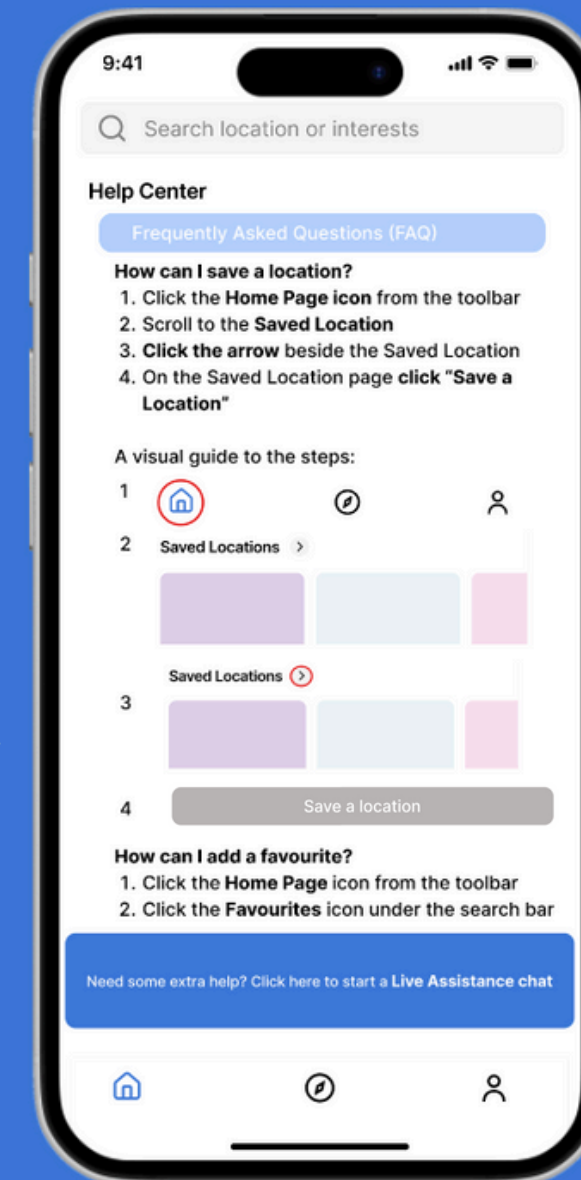 9:41
Search location or interests
Help Center
Frequently Asked Questions (FAQ)
How can I save a location?
1. Click the Home Page icon from the toolbar
2. Scroll to the Saved Location
3. Click the arrow beside the Saved Location
4. On the Saved Location page click "Save a
Location"
A visual guide to the steps:
1
2 Saved Locations >
Saved Locations >
3
4 Save a location
How can I add a favourite?
1. Click the Home Page icon from the toolbar
2. Click the Favourites icon under the search bar
Need some extra help? Click here to start a Live Assistance chat